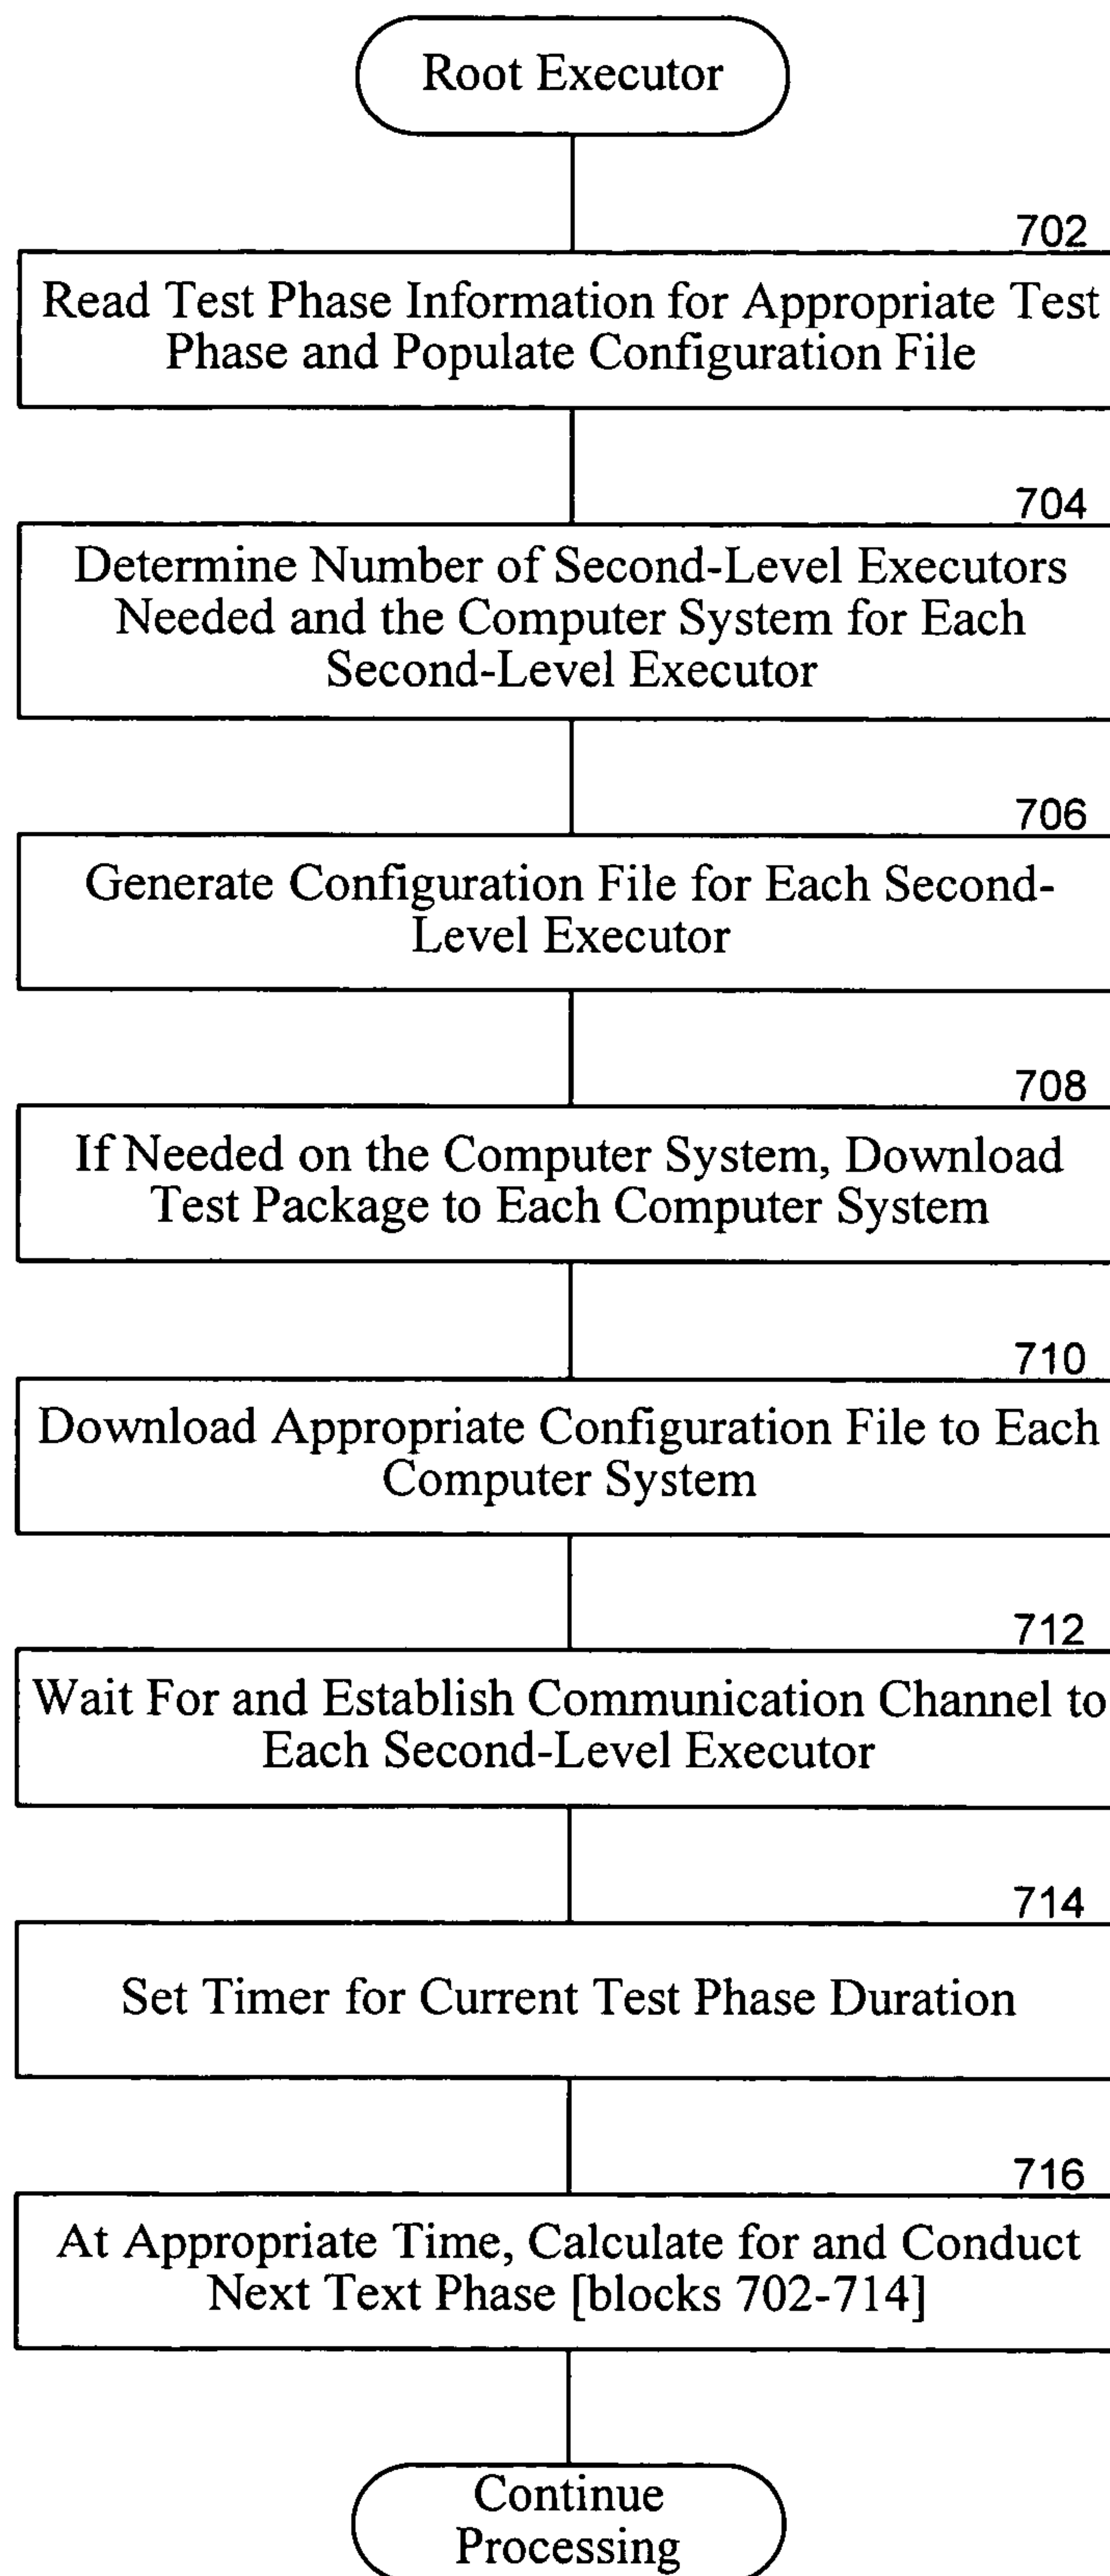 Root Executor
702
Read Test Phase Information for Appropriate Test
Phase and Populate Configuration File
704
Determine Number of Second-Level Executors
Needed and the Computer System for Each
Second-Level Executor
706
Generate Configuration File for Each Second-
Level Executor
708
If Needed on the Computer System, Download
Test Package to Each Computer System
710
Download Appropriate Configuration File to Each
Computer System
712
Wait For and Establish Communication Channel to
Each Second-Level Executor
714
Set Timer for Current Test Phase Duration
716
At Appropriate Time, Calculate for and Conduct
Next Text Phase [blocks 702-714]
Continue
Processing